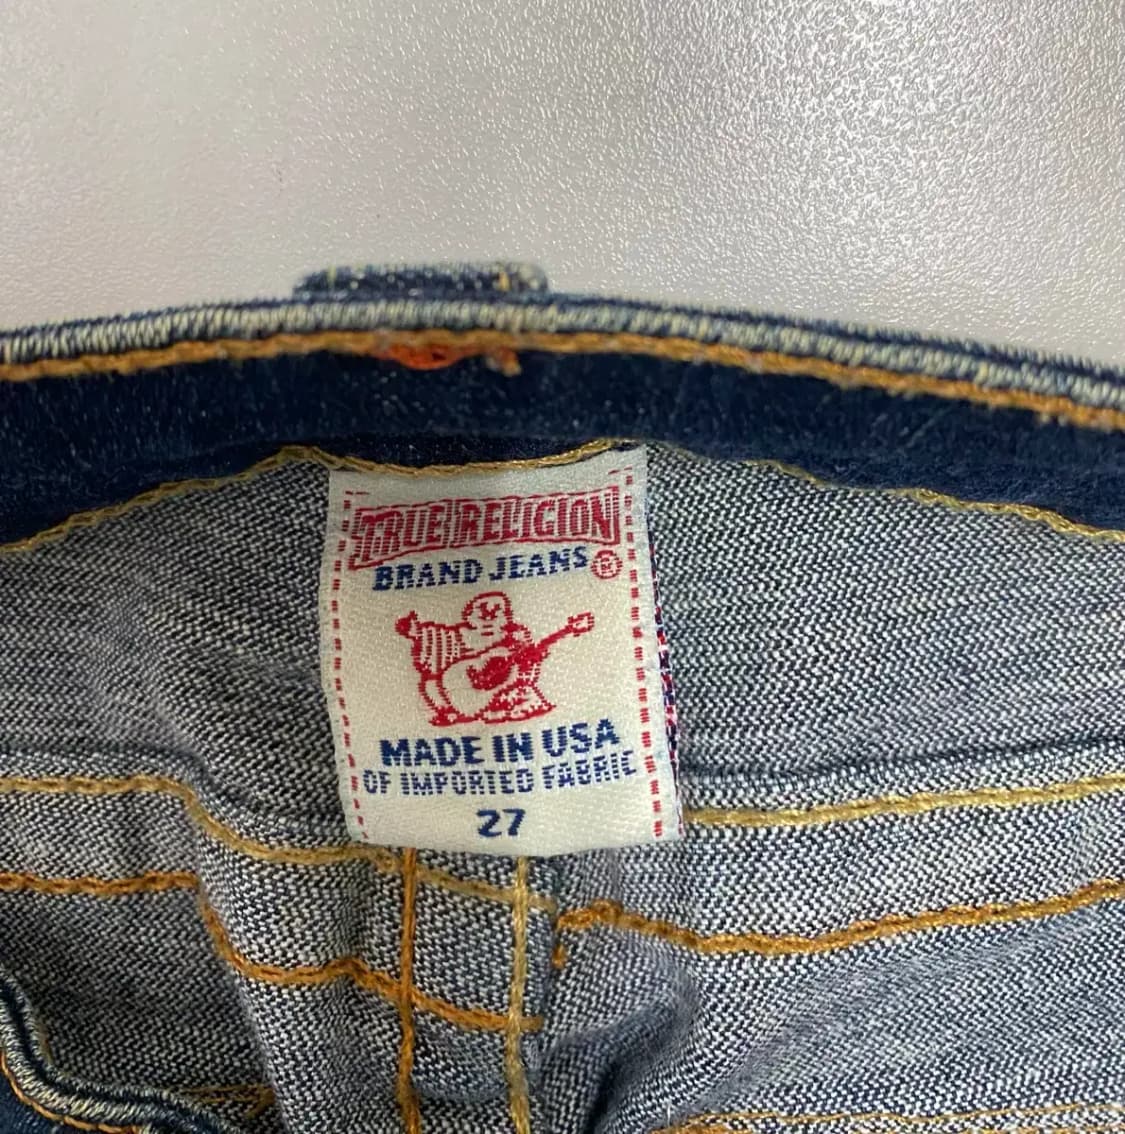 TRUE RELIGION
BRAND JEANS®
MADE IN USA
OF IMPORTED FABRIC
27